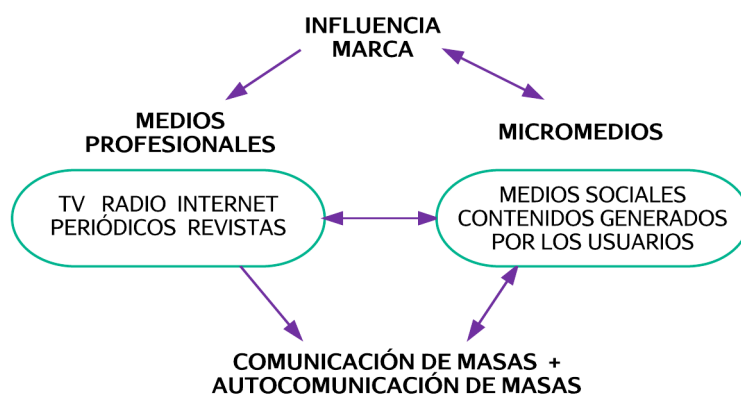 INFLUENCIA
MARCA
MEDIOS
PROFESIONALES
TV RADIO INTERNET
PERIÓDICOS REVISTAS
MICROMEDIOS
MEDIOS SOCIALES
CONTENIDOS GENERADOS
POR LOS USUARIOS
COMUNICACIÓN DE MASAS +
AUTOCOMUNICACIÓN DE MASAS